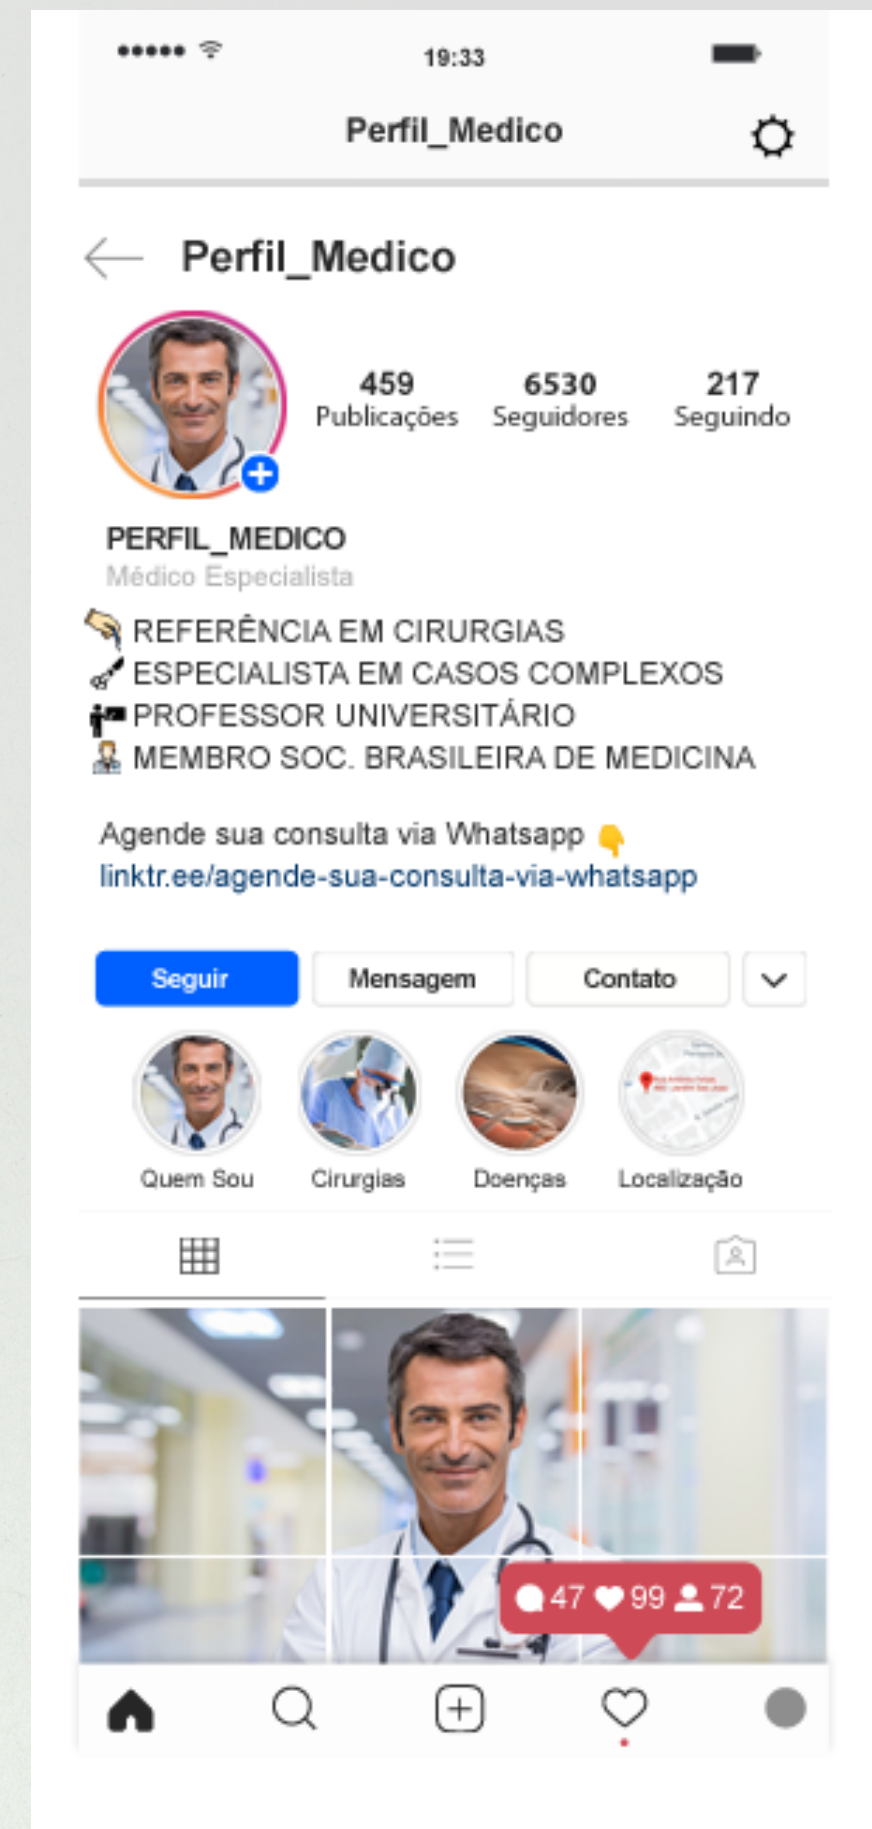 19:33
Perfil_Medico
Perfil_Medico
459 6530 217
Publicações Seguidores Seguindo
PERFIL_MEDICO
Médico Especialista
REFERÊNCIA EM CIRURGIAS
ESPECIALISTA EM CASOS COMPLEXOS
PROFESSOR UNIVERSITÁRIO
MEMBRO SOC. BRASILEIRA DE MEDICINA
Agende sua consulta via Whatsapp
linktr.ee/agende-sua-consulta-via-whatsapp
Seguir Mensagem Contato
Quem Sou Cirurgias Doenças Localização
47 99 72